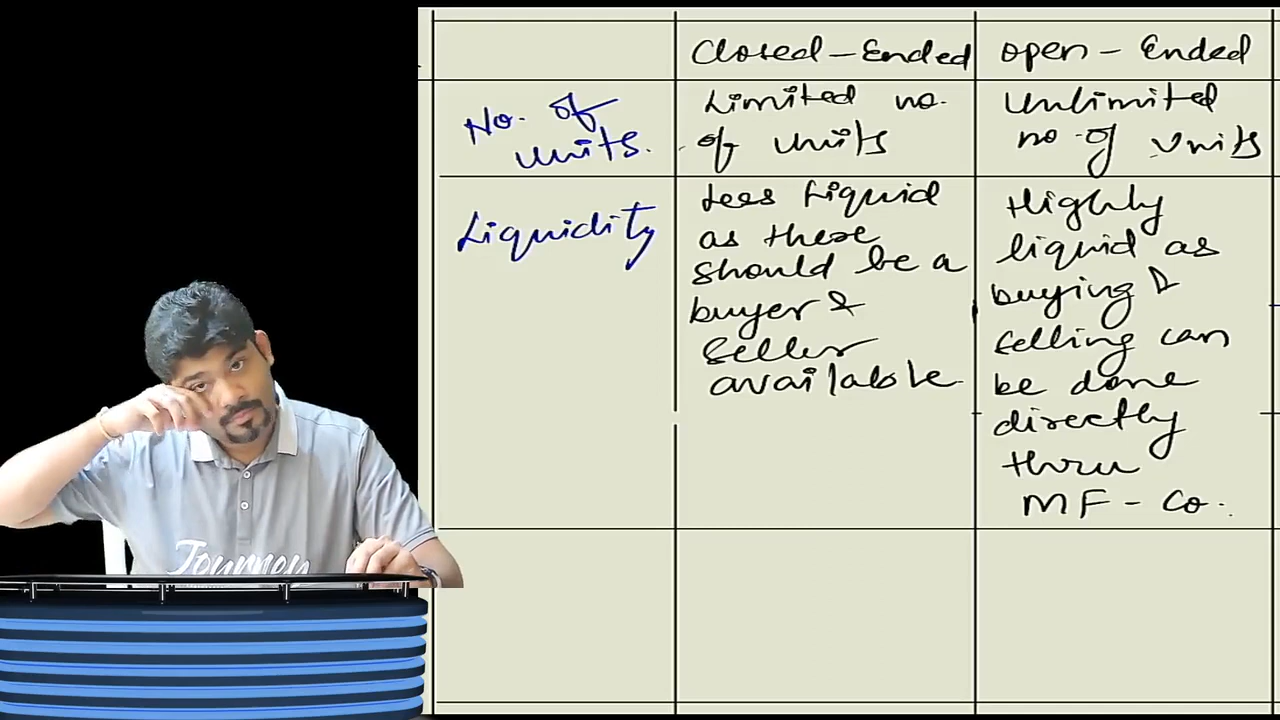 Closed-Ended
open-Ended
No. of
units.
Limited no.
of units
Unlimited
no. of Units
Liquidity
Less Liquid
as there
should be a
buyer &
Seller
available.
Highly
liquid as
buying &
selling can
be done
directly
thru
MF-Co.
Journey